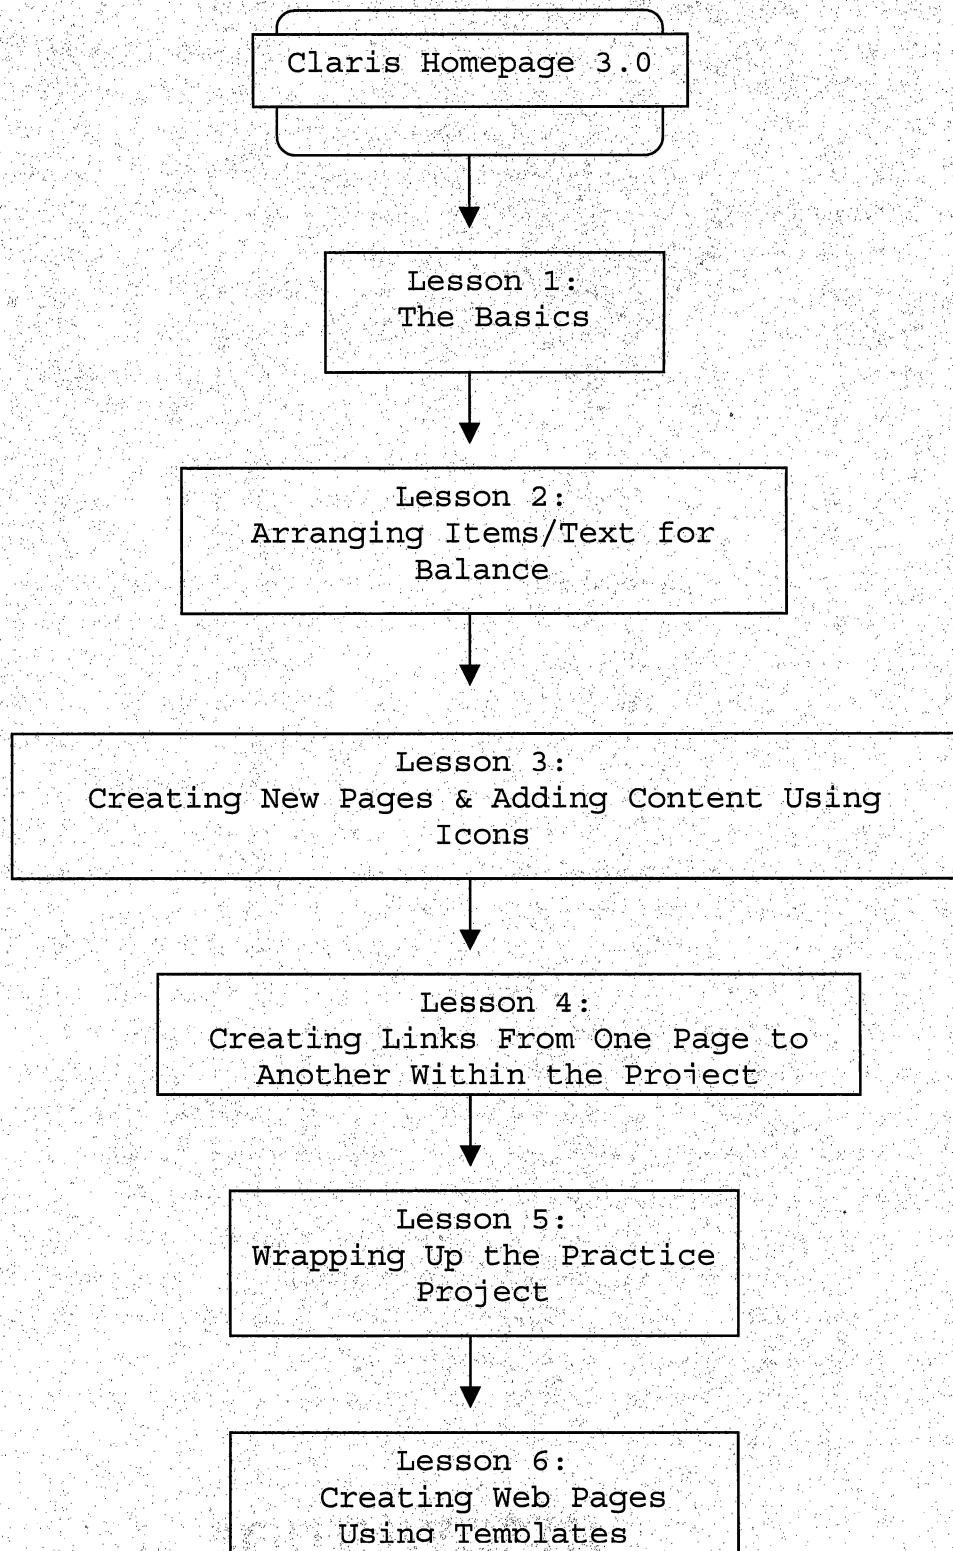 Claris Homepage 3.0
Lesson 1:
The Basics
Lesson 2:
Arranging Items/Text for
Balance
Lesson 3:
Creating New Pages & Adding Content Using
Icons
Lesson 4:
Creating Links From One Page to
Another Within the Project
Lesson 5:
Wrapping Up the Practice
Project
Lesson 6:
Creating Web Pages
Using Templates